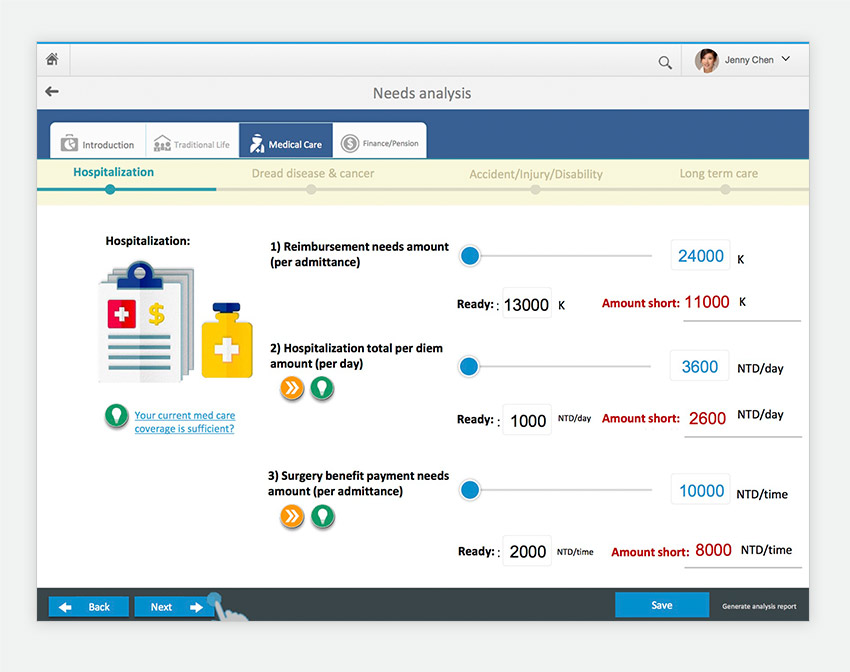 Jenny Chen
Needs analysis
Introduction
Traditional Life
Medical Care
$ Finance/Pension
Hospitalization
Dread disease & cancer
Accident/Injury/Disability
Long term care
Hospitalization:
$
Your current med care
coverage is sufficient?
1) Reimbursement needs amount
(per admittance)
24000 K
Ready: : 13000 K Amount short: 11000 K
2) Hospitalization total per diem
amount (per day)
3600 NTD/day
Ready: : 1000 NTD/day Amount short: 2600 NTD/day
3) Surgery benefit payment needs
amount (per admittance)
10000 NTD/time
Ready: : 2000 NTD/time Amount short: 8000 NTD/time
Back
Next
Save
Generate analysis report